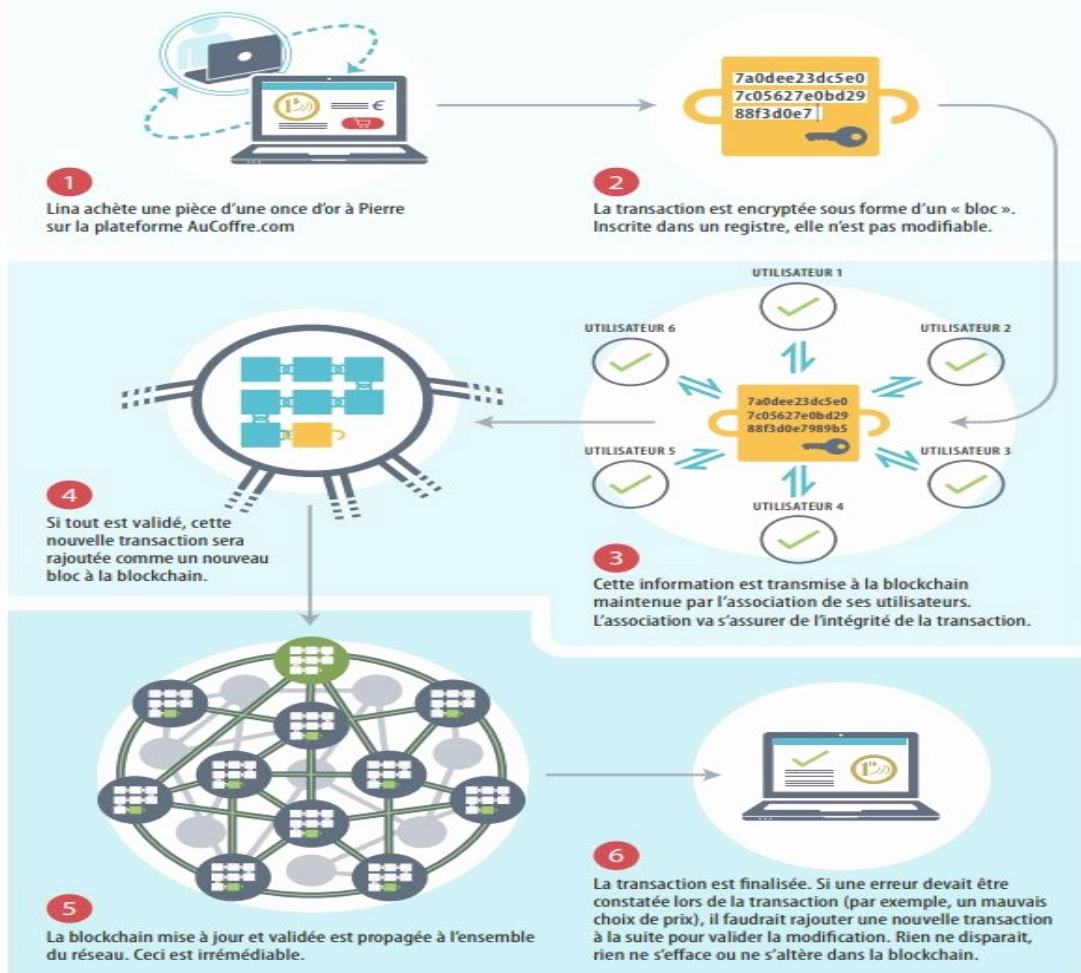 7a0dee23dc5e0
7c05627e0bd29
88f3d0e7
€
1
Lina achète une pièce d'une once d'or à Pierre
sur la plateforme AuCoffre.com
2
La transaction est encryptée sous forme d'un « bloc ».
Inscrite dans un registre, elle n'est pas modifiable.
UTILISATEUR 1
UTILISATEUR 6
UTILISATEUR 2
7a0dee23dc5e0
7c05627e0bd29
88f3d0e7989b5
UTILISATEUR 5
UTILISATEUR 3
UTILISATEUR 4
3
Cette information est transmise à la blockchain
maintenue par l'association de ses utilisateurs.
L'association va s'assurer de l'intégrité de la transaction.
4
Si tout est validé, cette
nouvelle transaction sera
rajoutée comme un nouveau
bloc à la blockchain.
5
La blockchain mise à jour et validée est propagée à l'ensemble
du réseau. Ceci est irrémédiable.
6
La transaction est finalisée. Si une erreur devait être
constatée lors de la transaction (par exemple, un mauvais
choix de prix), il faudrait rajouter une nouvelle transaction
à la suite pour valider la modification. Rien ne disparait,
rien ne s'efface ou ne s'altère dans la blockchain.